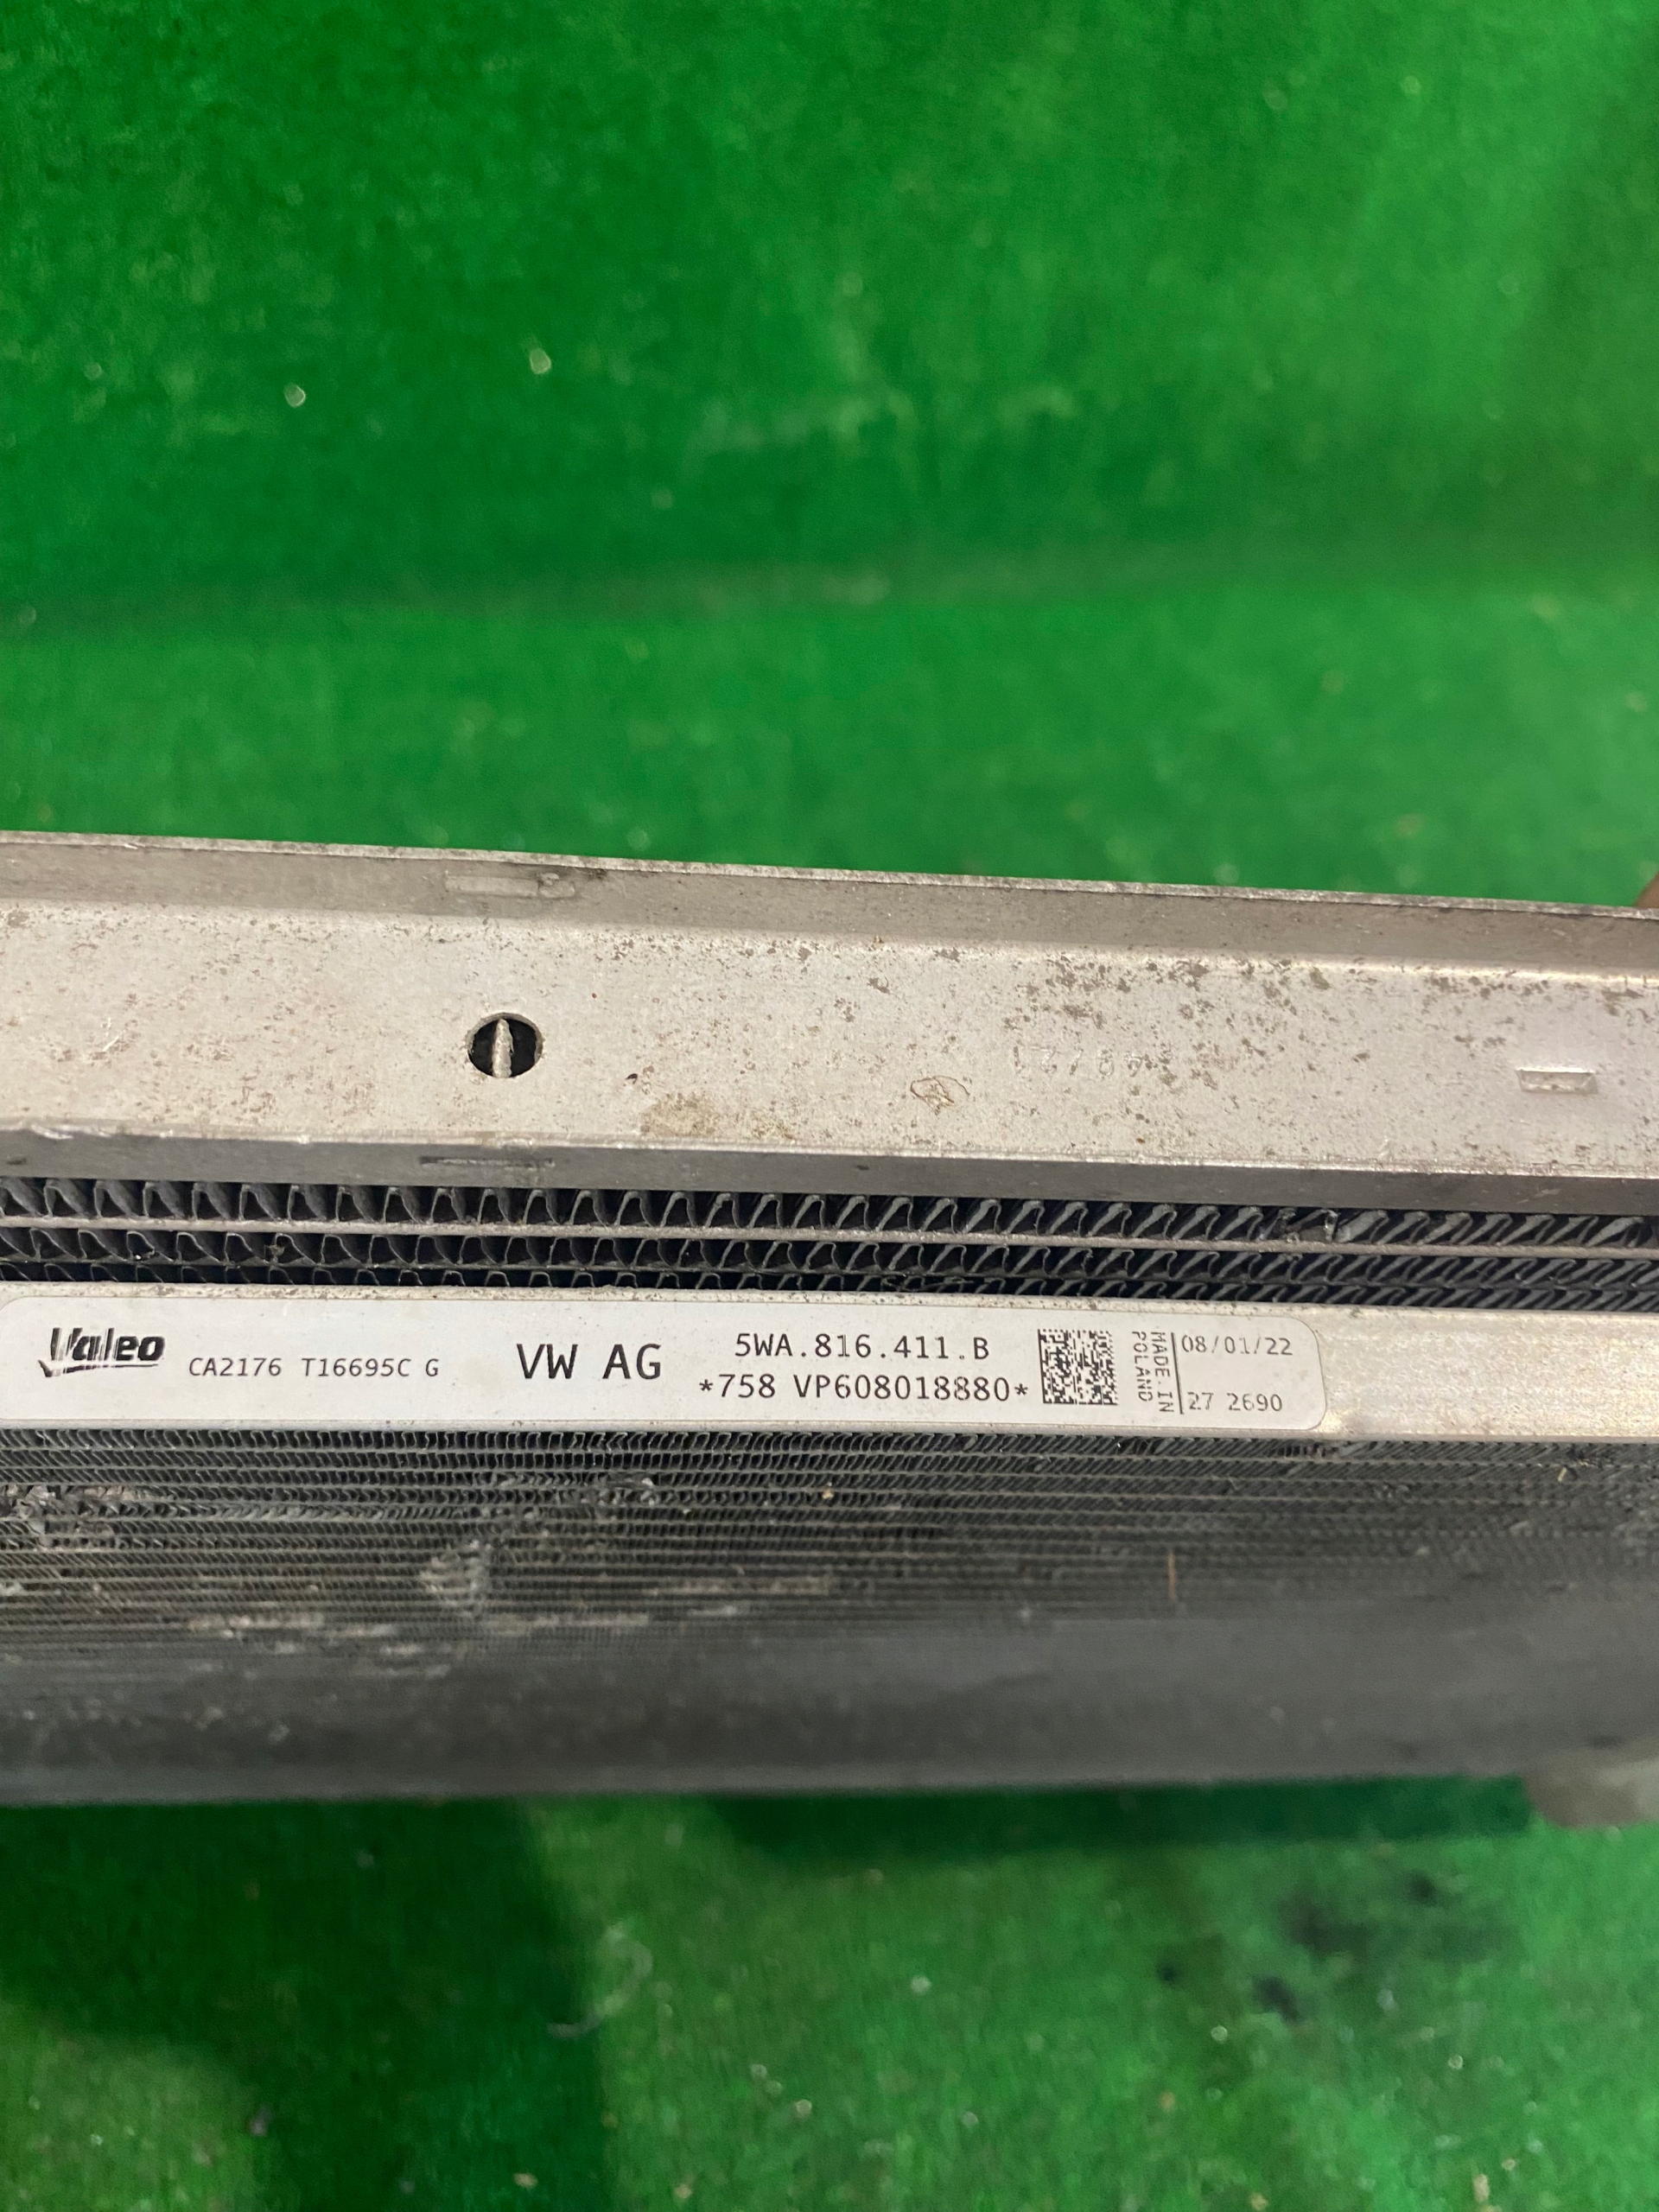 Valeo CA2176 T16695C G VW AG
5WA.816.411.B
*758 VP608018880*
MADE IN
POLAND
08/01/22
27 2690